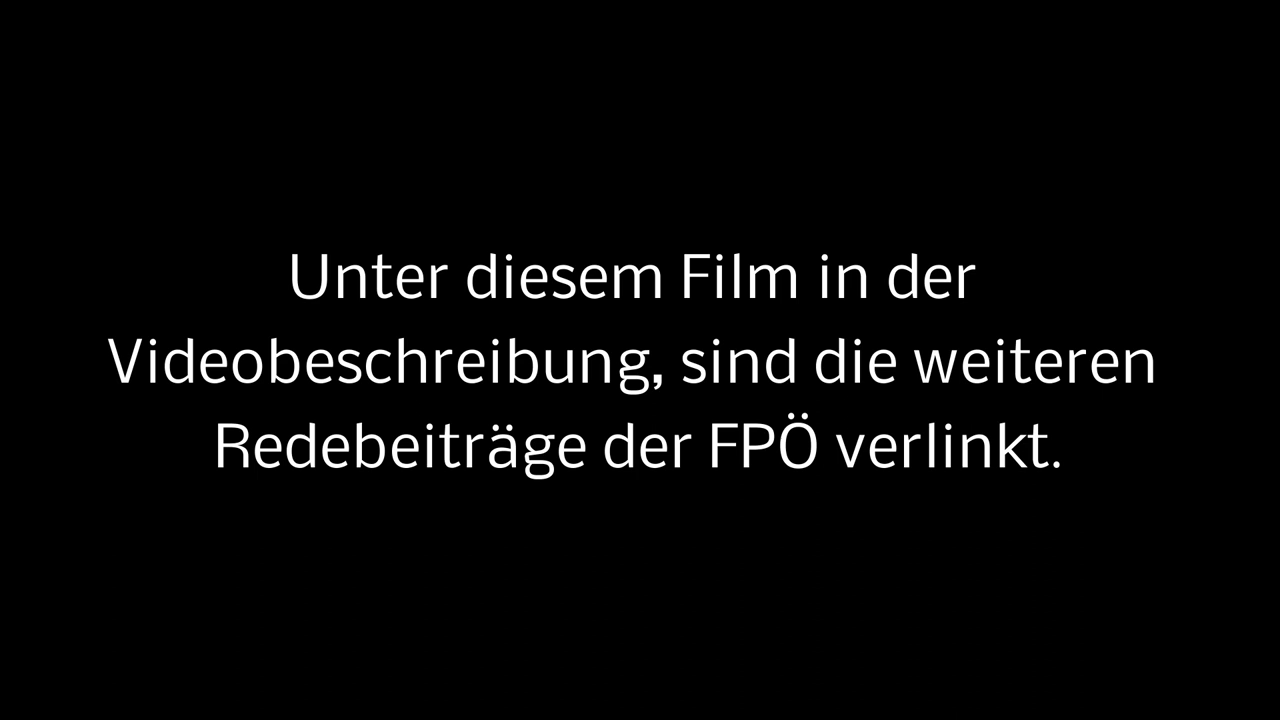 Unter diesem Film in der
Videobeschreibung, sind die weiteren
Redebeiträge der FPÖ verlinkt.